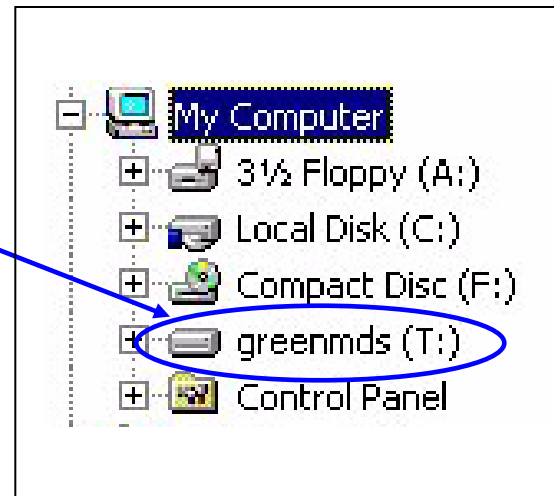 My Computer
3½ Floppy (A:)
Local Disk (C:)
Compact Disc (F:)
greenmds (T:)
Control Panel